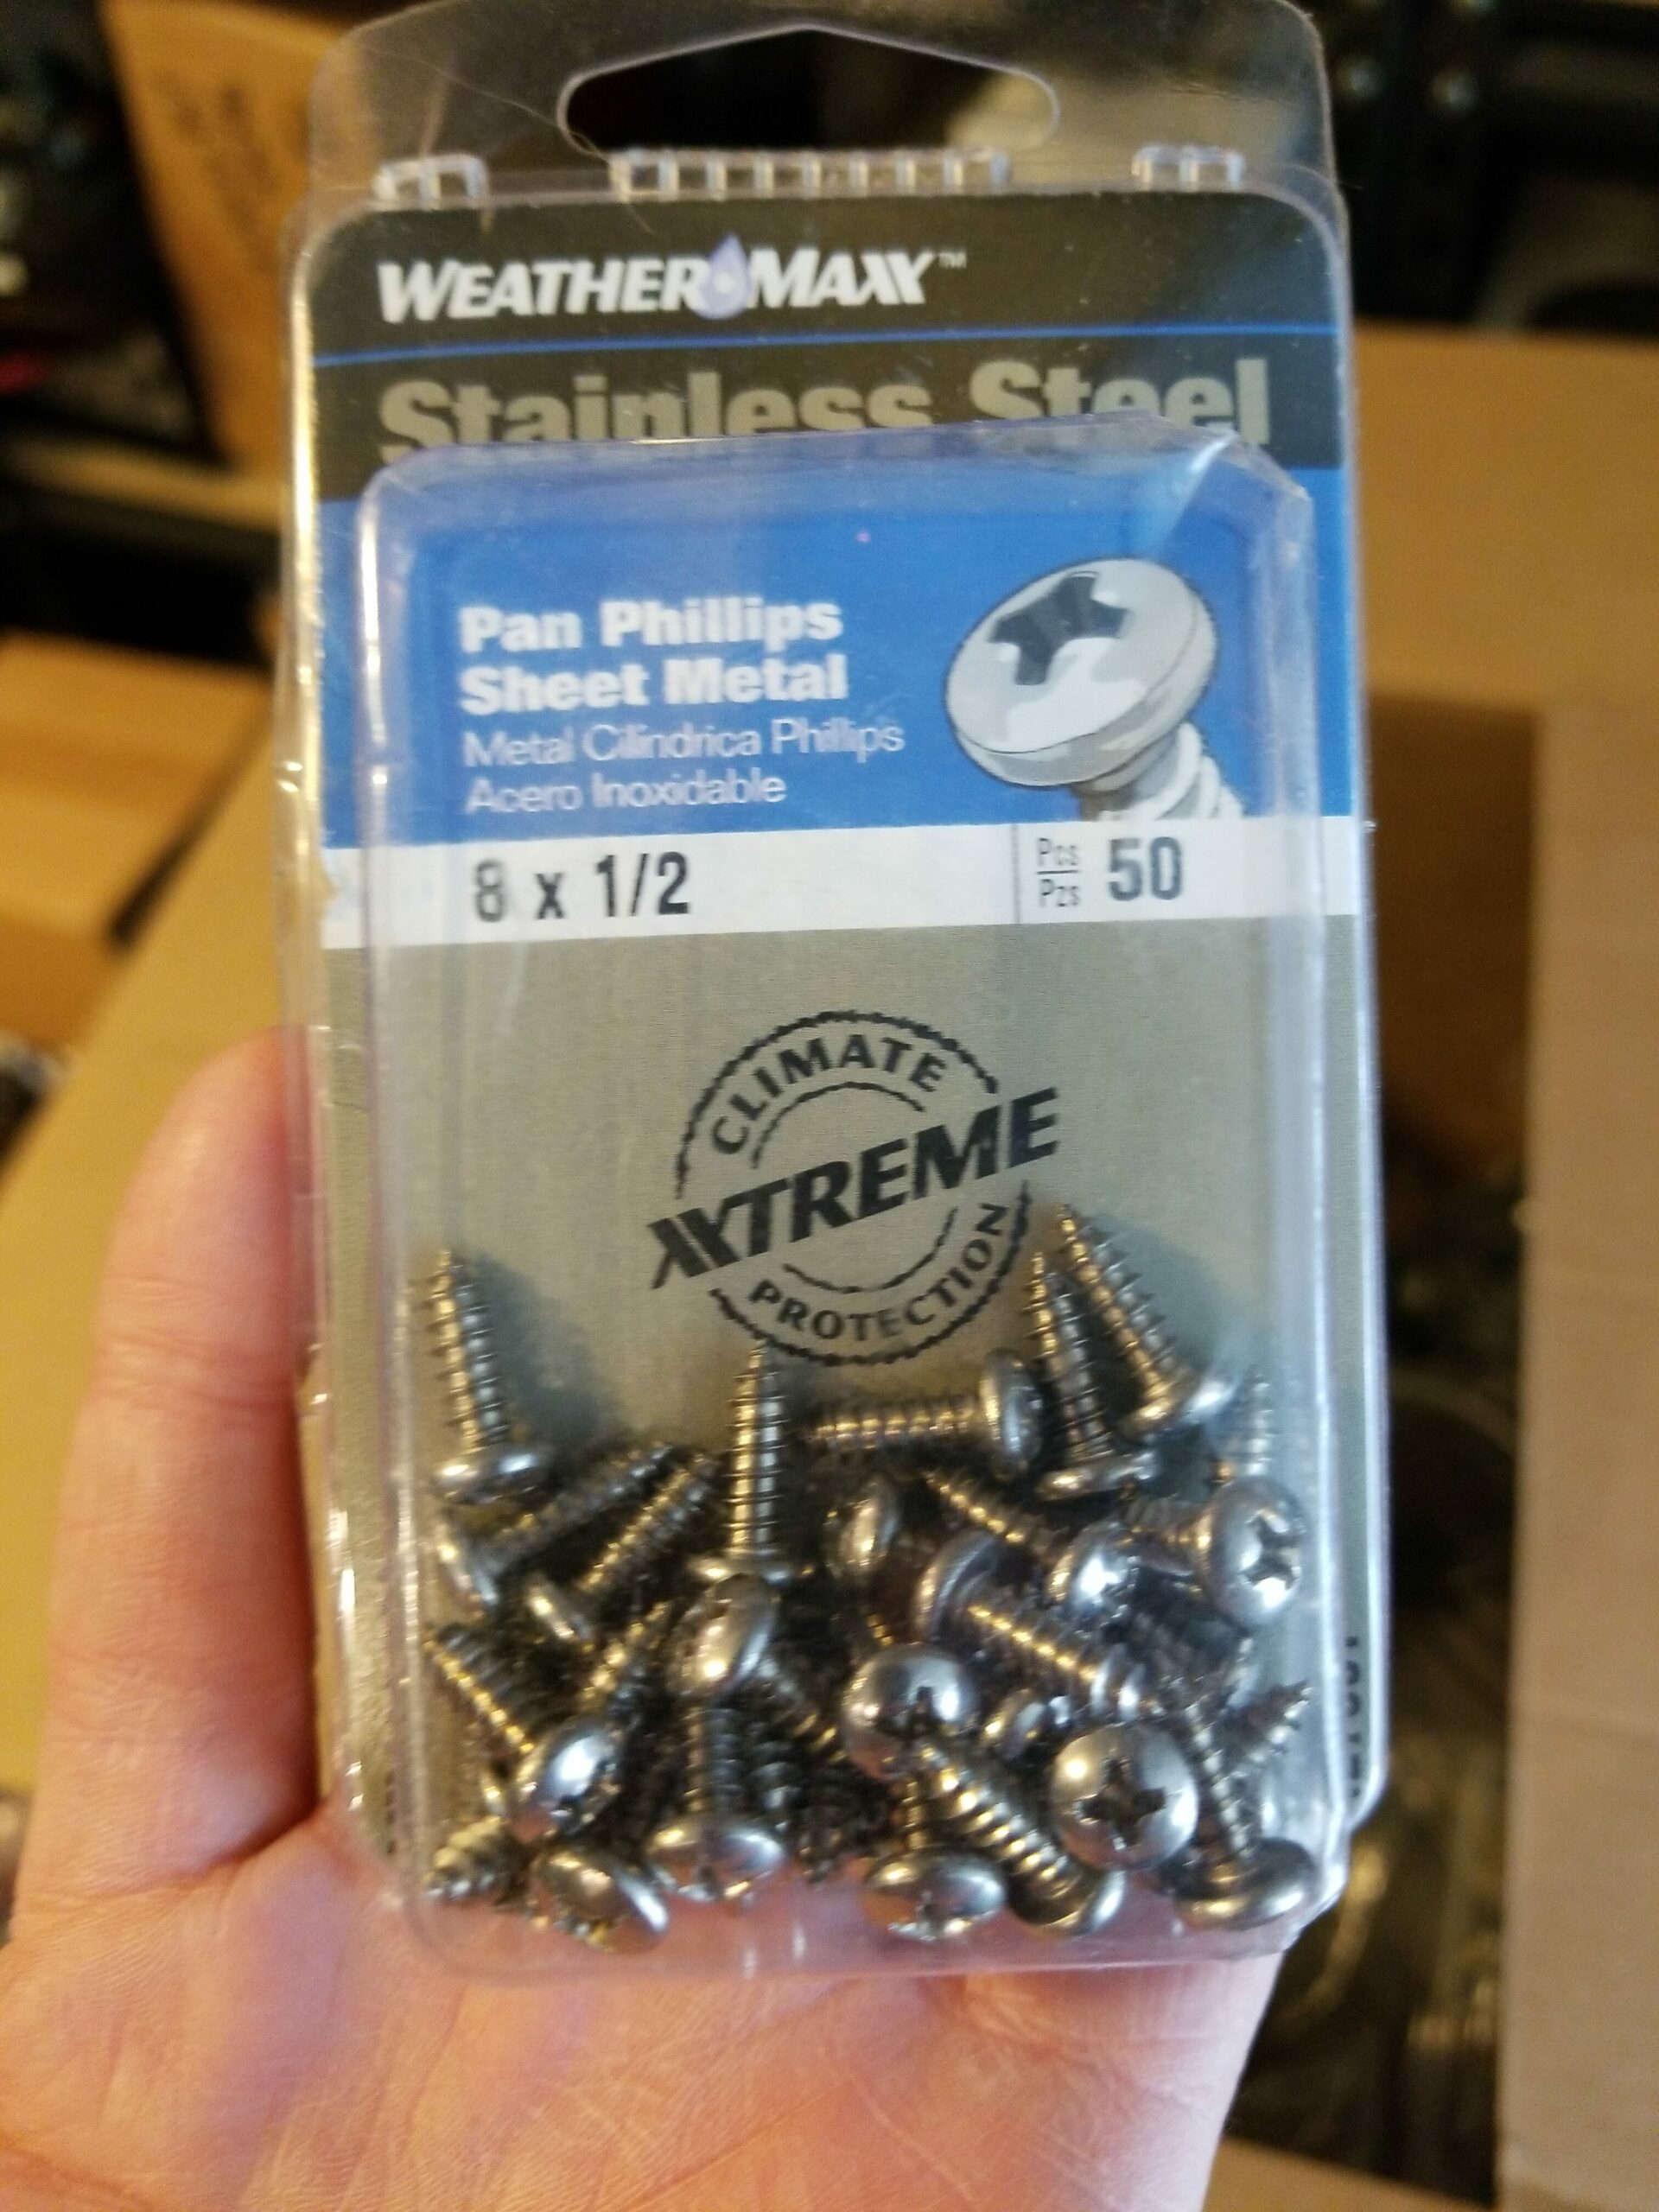 WEATHERMAXX™
Stainless Steel
Pan Phillips
Sheet Metal
Metal Cilindrica Phillips
Acero Inoxidable
8 x 1/2
Pcs
Pzs
50
CLIMATE
XXTREME
PROTECTION